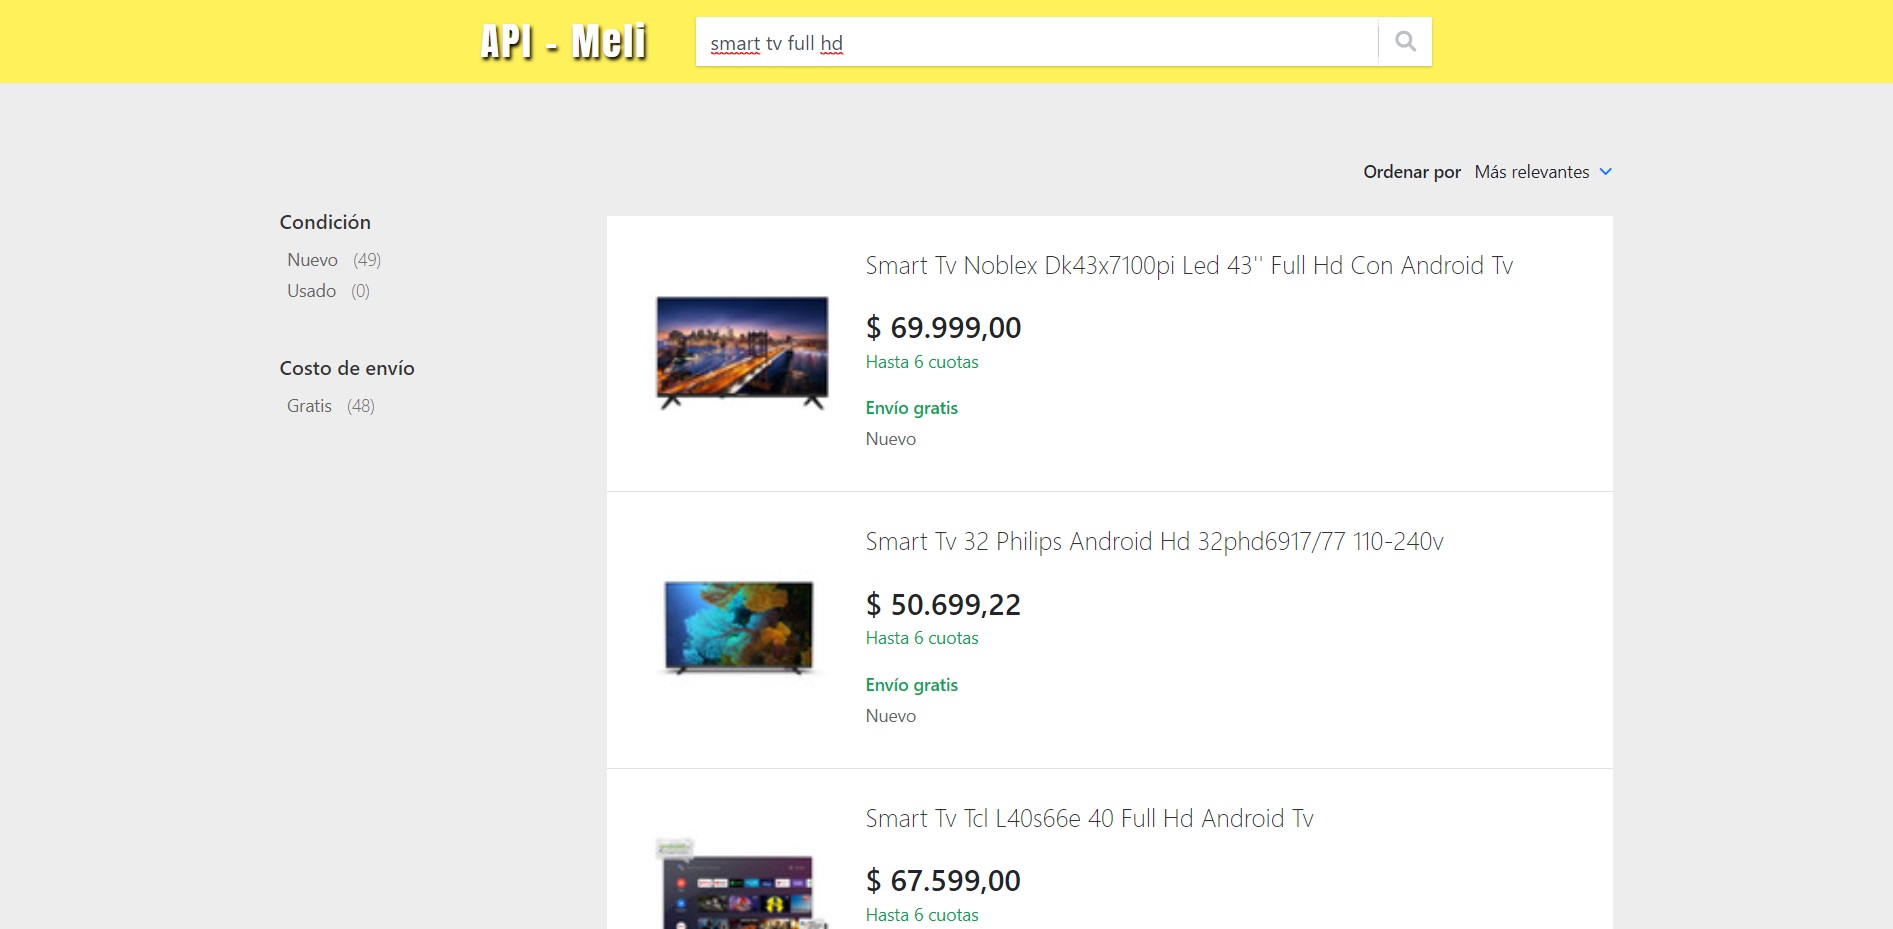 API - Meli
smart tv full hd
Ordenar por Más relevantes
Condición
Nuevo (49)
Usado (0)
Costo de envío
Gratis (48)
Smart Tv Noblex Dk43x7100pi Led 43'' Full Hd Con Android Tv
$ 69.999,00
Hasta 6 cuotas
Envío gratis
Nuevo
Smart Tv 32 Philips Android Hd 32phd6917/77 110-240v
$ 50.699,22
Hasta 6 cuotas
Envío gratis
Nuevo
Smart Tv Tcl L40s66e 40 Full Hd Android Tv
$ 67.599,00
Hasta 6 cuotas